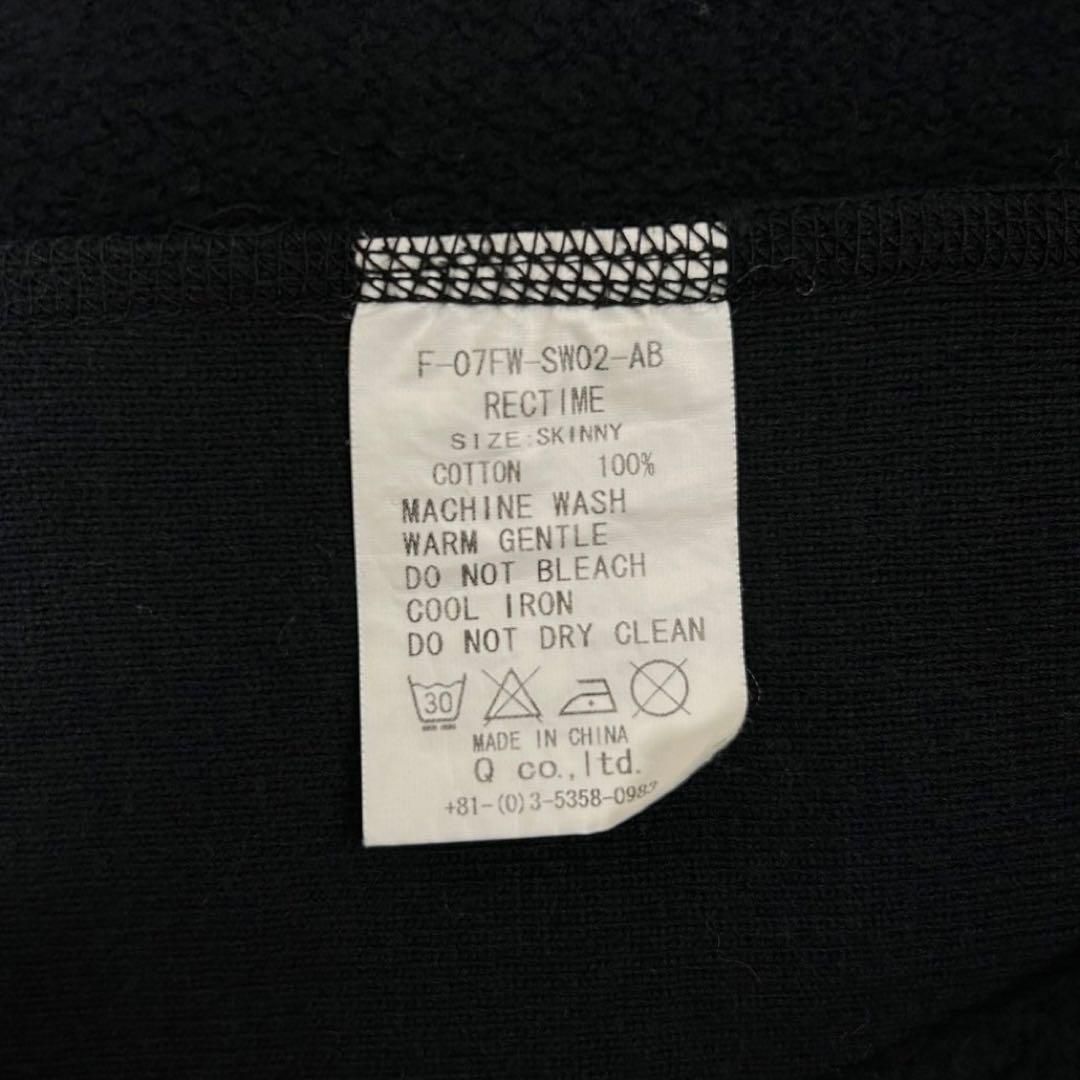 F-07FW-SW02-AB
RECTIME
SIZE:SKINNY
COTTON 100%
MACHINE WASH
WARM GENTLE
DO NOT BLEACH
COOL IRON
DO NOT DRY CLEAN
30
MADE IN CHINA
Q co.,ltd.